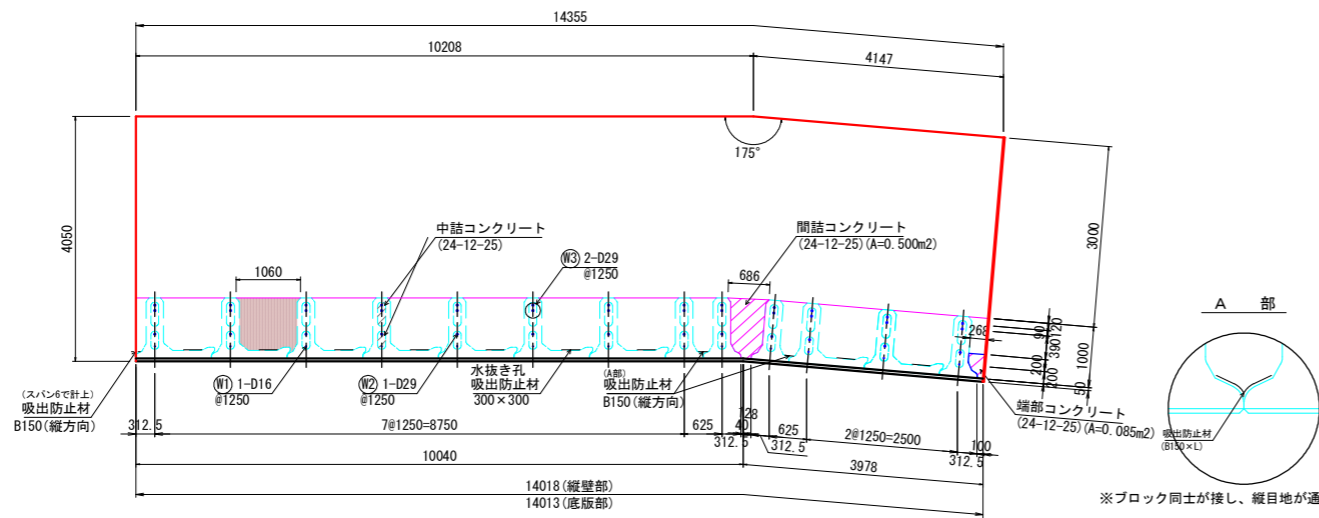 14355
10208
4147
175°
4050
3000
中詰コンクリート
(24-12-25)
間詰コンクリート
(24-12-25)(A=0.500m2)
W3 2-D29
@1250
1060
686
A 部
268
90
120
390
1000
200
200
50
(スパン6で計上)
吸出防止材
B150(縦方向)
W1 1-D16
@1250
W2 1-D29
@1250
水抜き孔
吸出防止材
300×300
(A部)
吸出防止材
B150(縦方向)
端部コンクリート
(24-12-25)(A=0.085m2)
吸出防止材
(B150×L)
312.5
7@1250=8750
625
312.5
40
128
312.5
625
2@1250=2500
312.5
100
10040
3978
14018(縦壁部)
14013(底版部)
※ブロック同士が接し、縦目地が通